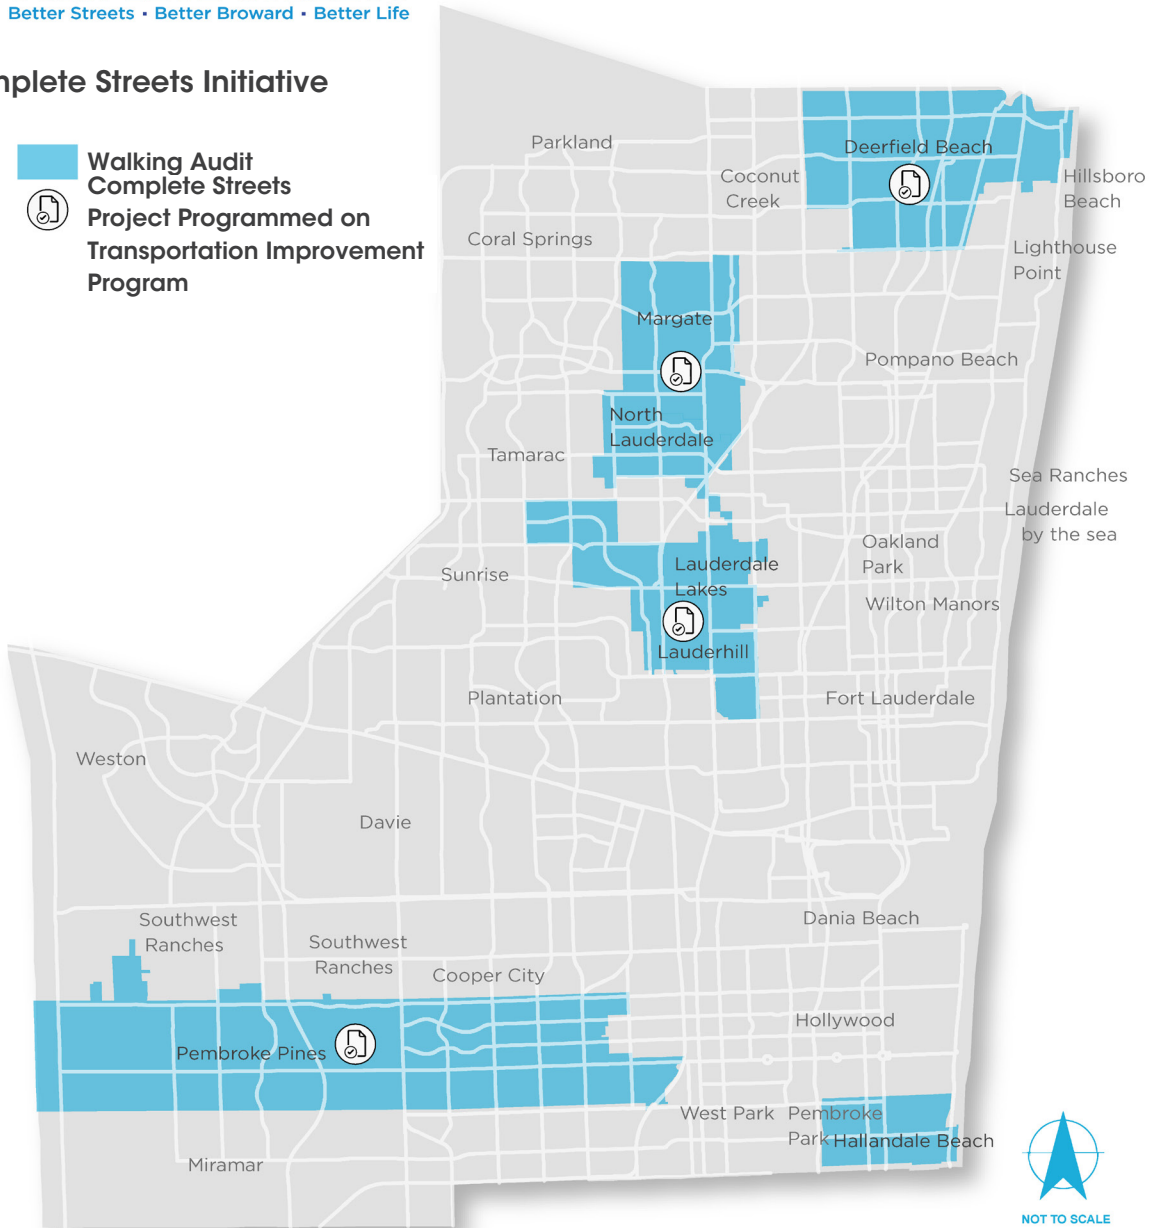 Better Streets · Better Broward · Better Life
Streets Initiative
Walking Audit
Complete Streets
Project Programmed on
Transportation Improvement
Program
Parkland
Deerfield Beach
Coconut
Creek
Hillsboro
Beach
Coral Springs
Lighthouse
Point
Margate
Pompano Beach
North
Lauderdale
Tamarac
Sea Ranches
Lauderdale
by the sea
Oakland
Park
Sunrise
Lauderdale
Lakes
Wilton Manors
Lauderhill
Plantation
Fort Lauderdale
Weston
Davie
Southwest
Ranches
Dania Beach
Southwest
Ranches
Cooper City
Hollywood
Pembroke Pines
West Park
Pembroke
Park
Hallandale Beach
Miramar
NOT TO SCALE